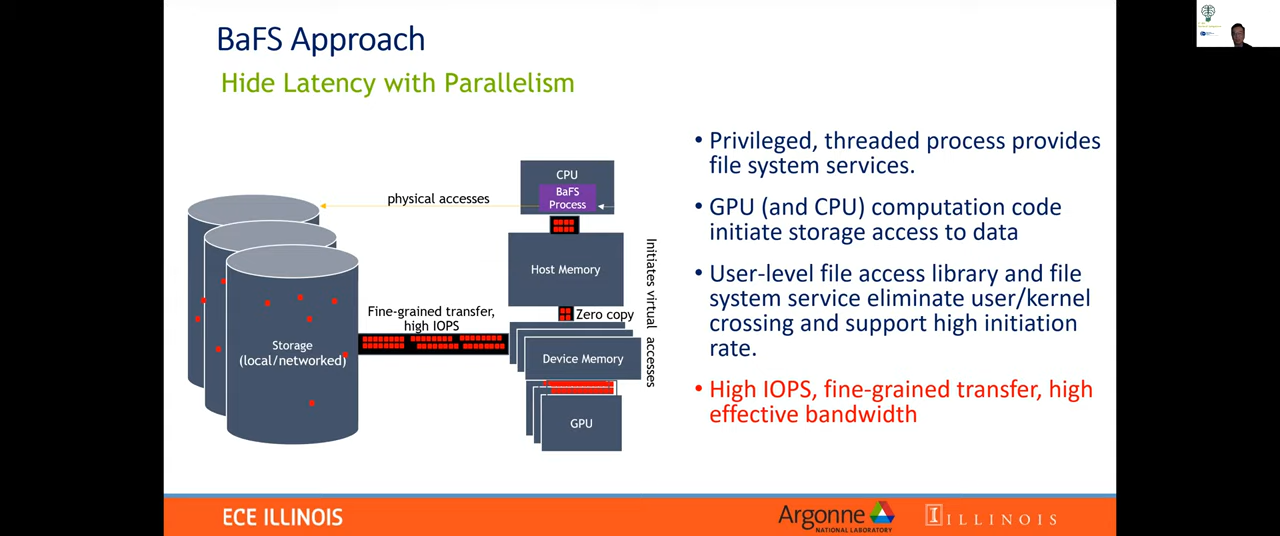 BaFS Approach
Hide Latency with Parallelism
CPU
BaFS
Process
physical accesses
Host Memory
Initiates virtual accesses
Fine-grained transfer,
high IOPS
Zero copy
Storage
(local/networked)
Device Memory
GPU
• Privileged, threaded process provides
file system services.
• GPU (and CPU) computation code
initiate storage access to data
• User-level file access library and file
system service eliminate user/kernel
crossing and support high initiation
rate.
• High IOPS, fine-grained transfer, high
effective bandwidth
ECE ILLINOIS
Argonne
NATIONAL LABORATORY
I ILLINOIS